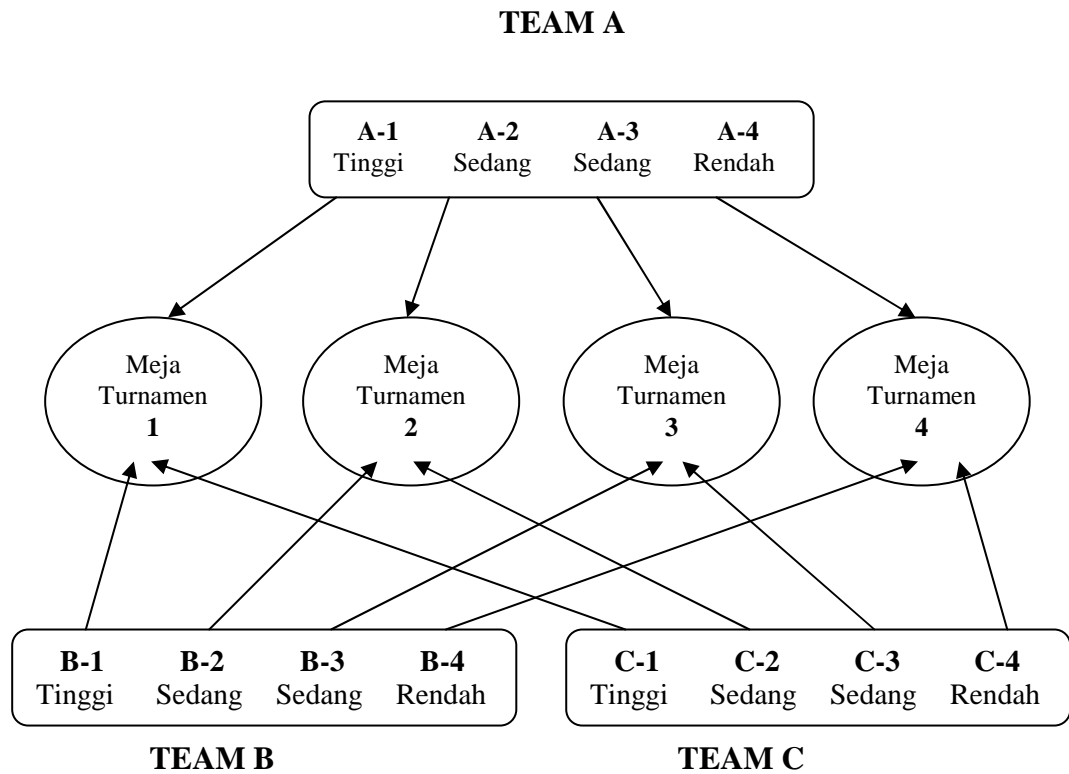 TEAM A
A-1 A-2 A-3 A-4
Tinggi Sedang Sedang Rendah
Meja
Turnamen
1
Meja
Turnamen
2
Meja
Turnamen
3
Meja
Turnamen
4
B-1 B-2 B-3 B-4
Tinggi Sedang Sedang Rendah
C-1 C-2 C-3 C-4
Tinggi Sedang Sedang Rendah
TEAM B
TEAM C